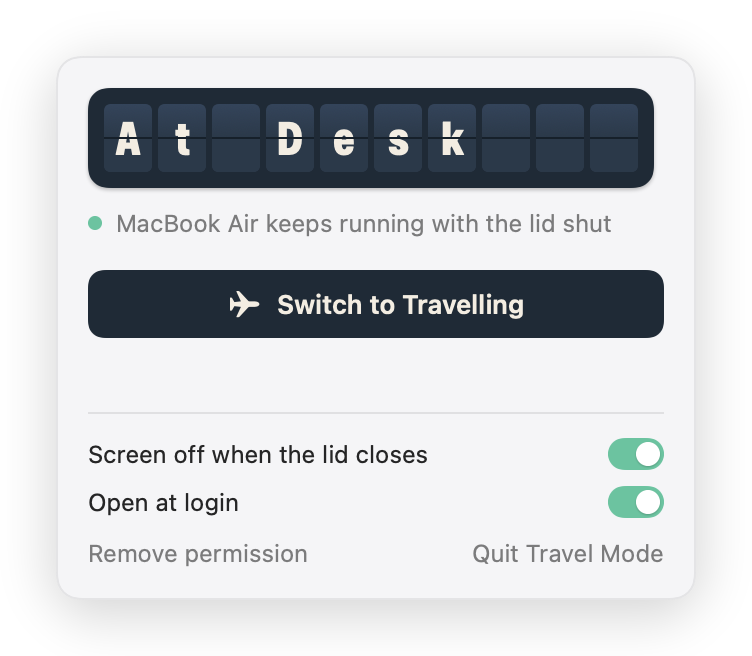 At Desk
MacBook Air keeps running with the lid shut
Switch to Travelling
Screen off when the lid closes
Open at login
Remove permission
Quit Travel Mode